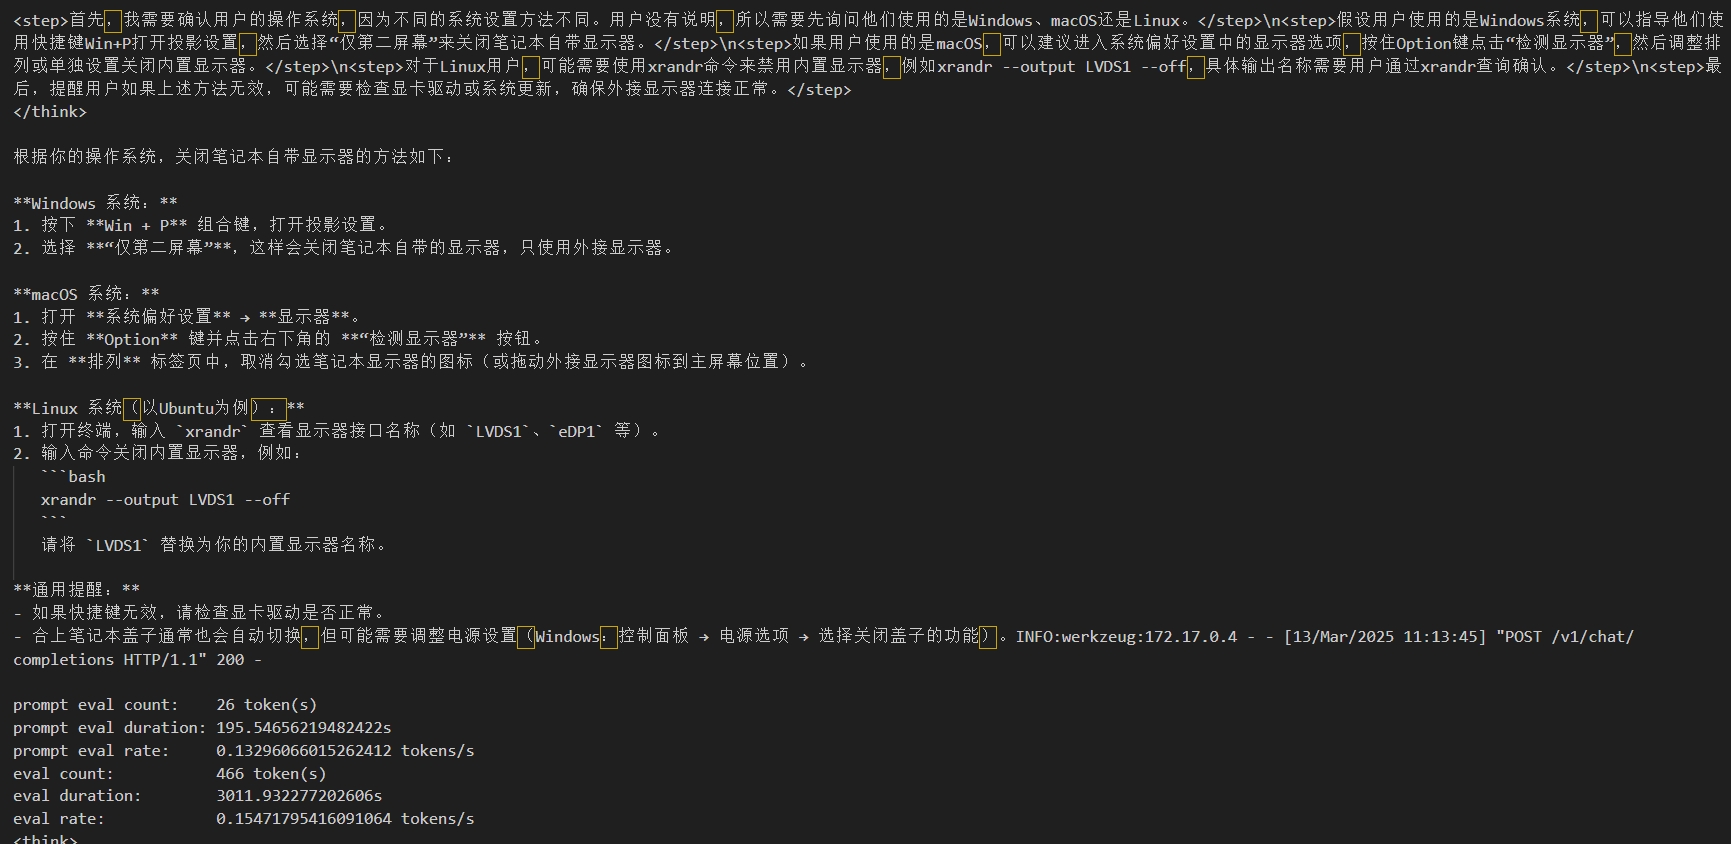 <step>首先，我需要确认用户的操作系统，因为不同的系统设置方法不同。用户没有说明，所以需要先询问他们使用的是Windows、macOS还是Linux。</step>\n<step>假设用户使用的是Windows系统，可以指导他们使
用快捷键Win+P打开投影设置，然后选择“仅第二屏幕”来关闭笔记本自带显示器。</step>\n<step>如果用户使用的是macOS，可以建议进入系统偏好设置中的显示器选项，按住Option键点击“检测显示器”，然后调整排
列或单独设置关闭内置显示器。</step>\n<step>对于Linux用户，可能需要使用xrandr命令来禁用内置显示器，例如xrandr --output LVDS1 --off，具体输出名称需要用户通过xrandr查询确认。</step>\n<step>最
后，提醒用户如果上述方法无效，可能需要检查显卡驱动或系统更新，确保外接显示器连接正常。</step>
</think>
根据你的操作系统，关闭笔记本自带显示器的方法如下：
**Windows 系统：**
1. 按下 **Win + P** 组合键，打开投影设置。
2. 选择 **“仅第二屏幕”**，这样会关闭笔记本自带的显示器，只使用外接显示器。
**macOS 系统：**
1. 打开 **系统偏好设置** → **显示器**。
2. 按住 **Option** 键并点击右下角的 **“检测显示器”** 按钮。
3. 在 **排列** 标签页中，取消勾选笔记本显示器的图标（或拖动外接显示器图标到主屏幕位置）。
**Linux 系统（以Ubuntu为例）：**
1. 打开终端，输入 `xrandr` 查看显示器接口名称（如 `LVDS1`、`eDP1` 等）。
2. 输入命令关闭内置显示器，例如：
```bash
xrandr --output LVDS1 --off
```
请将 `LVDS1` 替换为你的内置显示器名称。
**通用提醒：**
- 如果快捷键无效，请检查显卡驱动是否正常。
- 合上笔记本盖子通常也会自动切换，但可能需要调整电源设置（Windows：控制面板 → 电源选项 → 选择关闭盖子的功能）。INFO:werkzeug:172.17.0.4 - - [13/Mar/2025 11:13:45] "POST /v1/chat/
completions HTTP/1.1" 200 -
prompt eval count:    26 token(s)
prompt eval duration: 195.54656219482422s
prompt eval rate:     0.13296066015262412 tokens/s
eval count:           466 token(s)
eval duration:        3011.932277202606s
eval rate:            0.15471795416091064 tokens/s
<think>